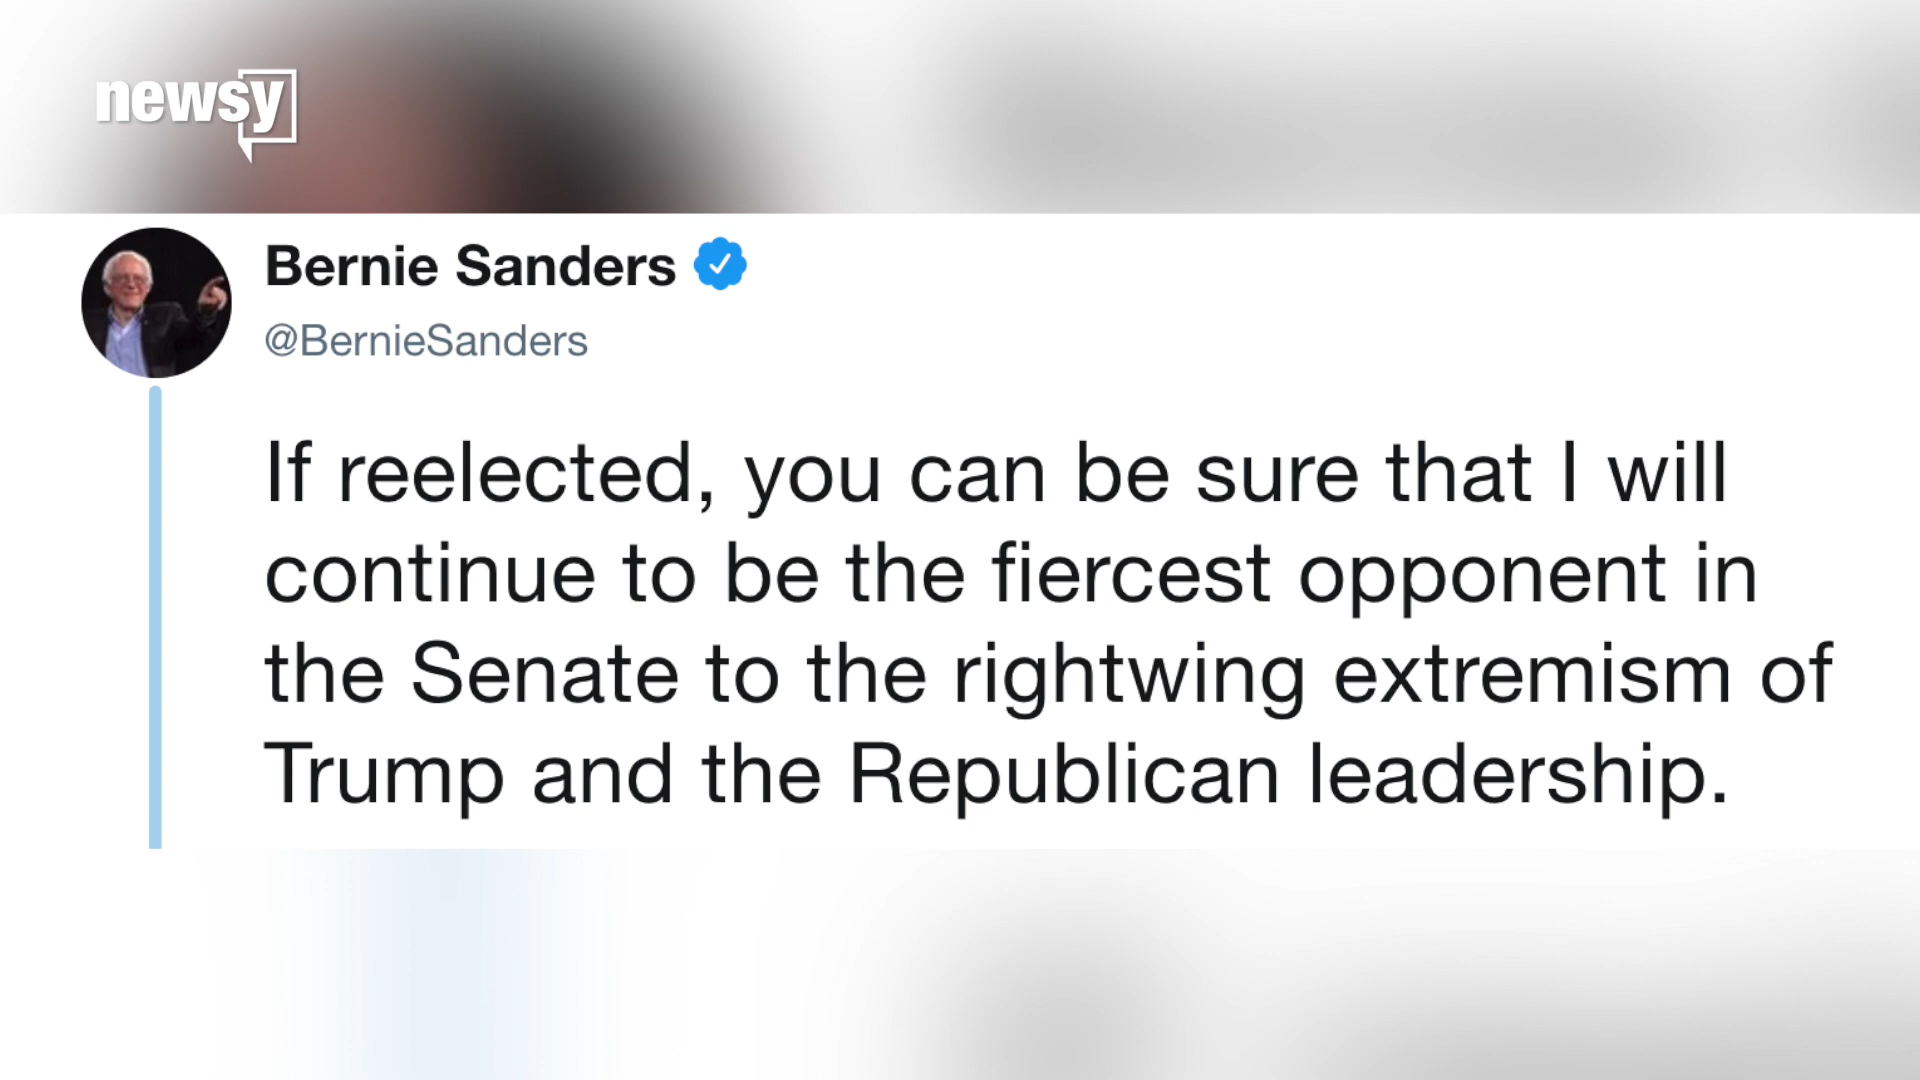 newsy
Bernie Sanders
@BernieSanders
If reelected, you can be sure that I will
continue to be the fiercest opponent in
the Senate to the rightwing extremism of
Trump and the Republican leadership.